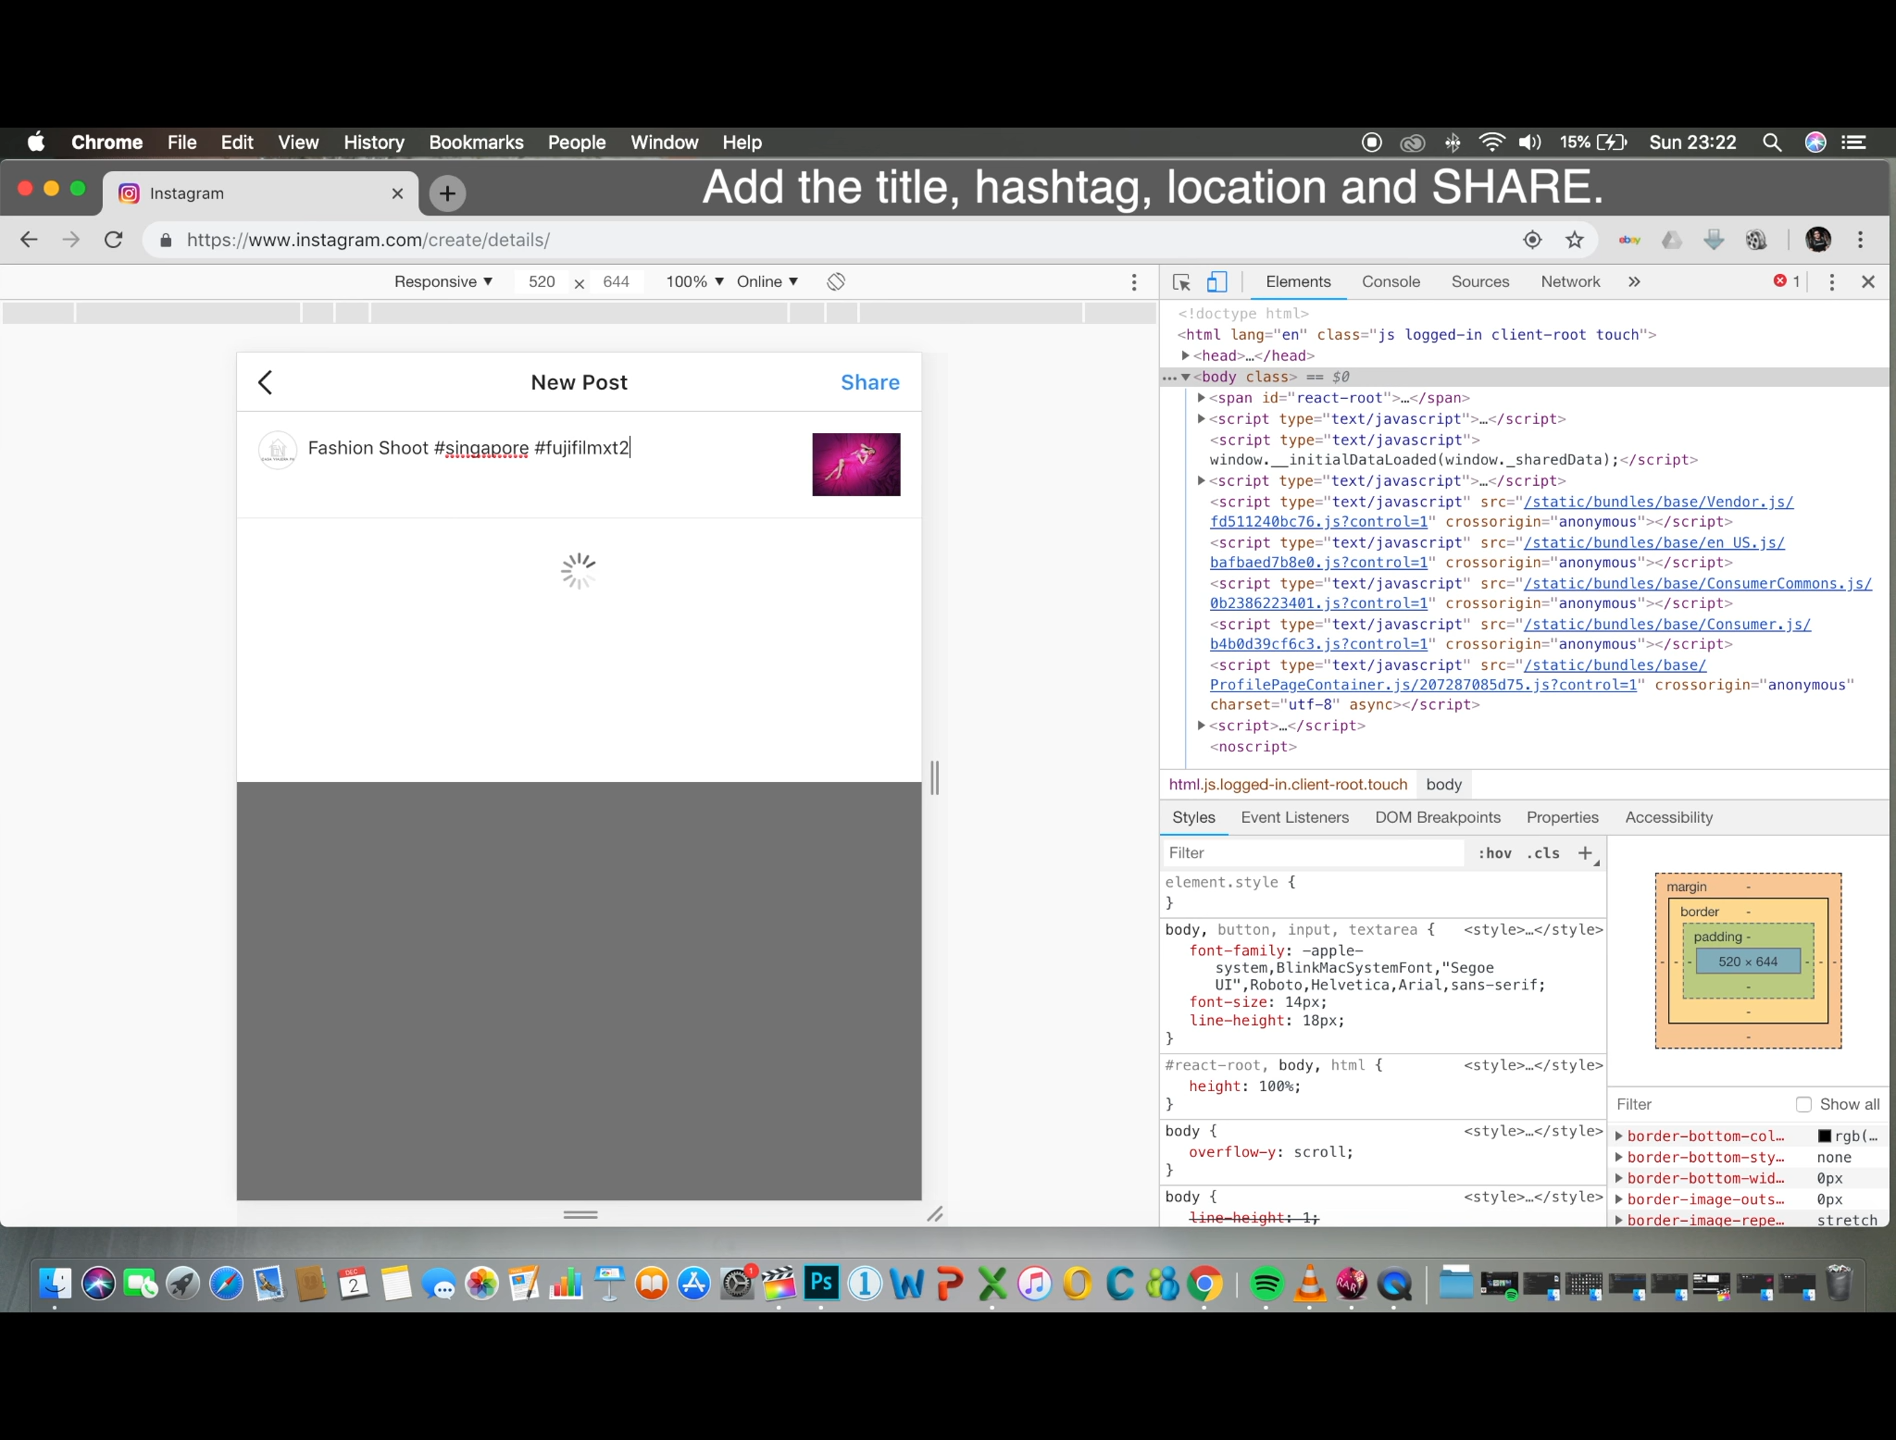 Chrome File Edit View History Bookmarks People Window Help 15% Sun 23:22
Instagram
Add the title, hashtag, location and SHARE.
https://www.instagram.com/create/details/
ebay
Responsive ▼ 520 × 644 100% ▼ Online ▼
Elements Console Sources Network » 1
<!doctype html>
<html lang="en" class="js logged-in client-root touch">
▶<head>…</head>
…▼<body class> == $0
▶<span id="react-root">…</span>
▶<script type="text/javascript">…</script>
<script type="text/javascript">
window.__initialDataLoaded(window._sharedData);</script>
▶<script type="text/javascript">…</script>
<script type="text/javascript" src="/static/bundles/base/Vendor.js/
fd511240bc76.js?control=1" crossorigin="anonymous"></script>
<script type="text/javascript" src="/static/bundles/base/en_US.js/
bafbaed7b8e0.js?control=1" crossorigin="anonymous"></script>
<script type="text/javascript" src="/static/bundles/base/ConsumerCommons.js/
0b2386223401.js?control=1" crossorigin="anonymous"></script>
<script type="text/javascript" src="/static/bundles/base/Consumer.js/
b4b0d39cf6c3.js?control=1" crossorigin="anonymous"></script>
<script type="text/javascript" src="/static/bundles/base/
ProfilePageContainer.js/207287085d75.js?control=1" crossorigin="anonymous"
charset="utf-8" async></script>
▶<script>…</script>
<noscript>
html.js.logged-in.client-root.touch body
New Post
Share
Fashion Shoot #singapore #fujifilmxt2
Styles Event Listeners DOM Breakpoints Properties Accessibility
Filter :hov .cls +
element.style {
}
body, button, input, textarea { <style>…</style>
font-family: -apple-
system,BlinkMacSystemFont,"Segoe
UI",Roboto,Helvetica,Arial,sans-serif;
font-size: 14px;
line-height: 18px;
}
#react-root, body, html { <style>…</style>
height: 100%;
}
body { <style>…</style>
overflow-y: scroll;
}
body { <style>…</style>
line-height: 1;
margin -
border -
padding -
- - - 520 × 644 - - -
-
-
-
Filter Show all
▶border-bottom-col… rgb(…
▶border-bottom-sty… none
▶border-bottom-wid… 0px
▶border-image-outs… 0px
▶border-image-repe… stretch
DEC
2
1
Ps
1
W
P
X
O
C
RAR